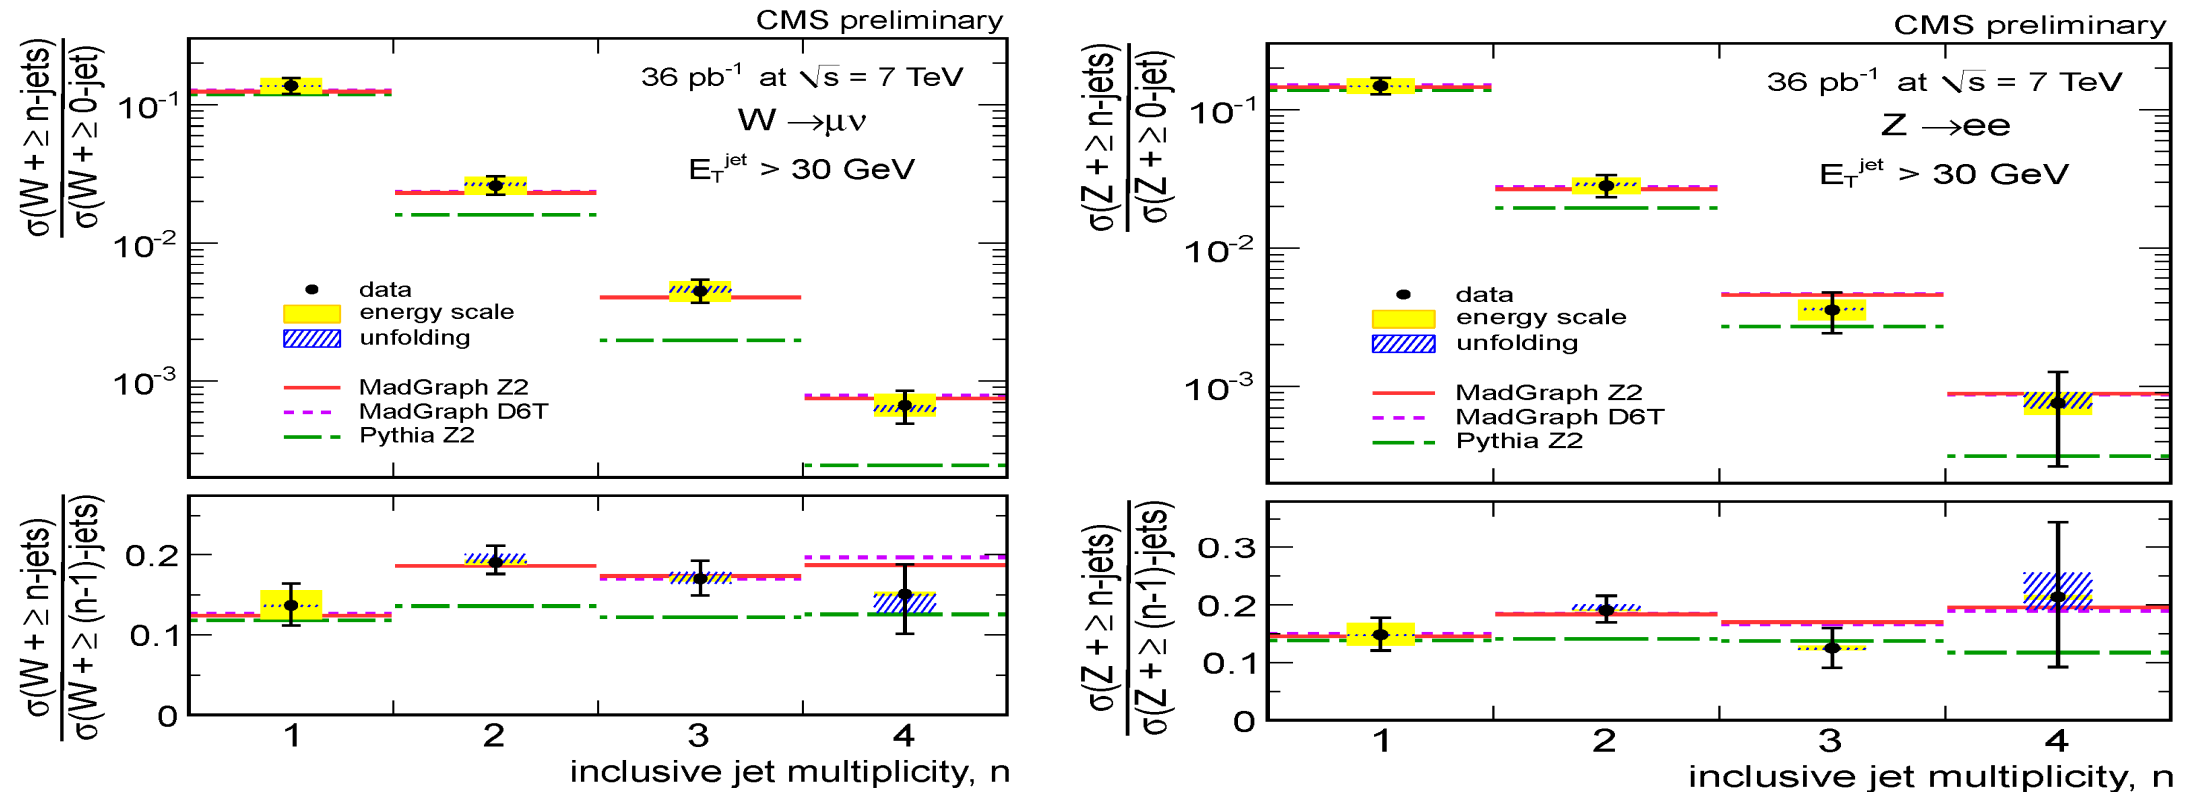 CMS preliminary
σ(W + ≥ n-jets)
σ(W + ≥ 0-jet)
36 pb⁻¹ at √s = 7 TeV
W → μν
E_T^jet > 30 GeV
10⁻¹
10⁻²
10⁻³
data
energy scale
unfolding
MadGraph Z2
MadGraph D6T
Pythia Z2
σ(W + ≥ n-jets)
σ(W + ≥ (n-1)-jets)
0.2
0.1
0
1 2 3 4
inclusive jet multiplicity, n
CMS preliminary
σ(Z + ≥ n-jets)
σ(Z + ≥ 0-jet)
36 pb⁻¹ at √s = 7 TeV
Z → ee
E_T^jet > 30 GeV
10⁻¹
10⁻²
10⁻³
data
energy scale
unfolding
MadGraph Z2
MadGraph D6T
Pythia Z2
σ(Z + ≥ n-jets)
σ(Z + ≥ (n-1)-jets)
0.3
0.2
0.1
0
1 2 3 4
inclusive jet multiplicity, n